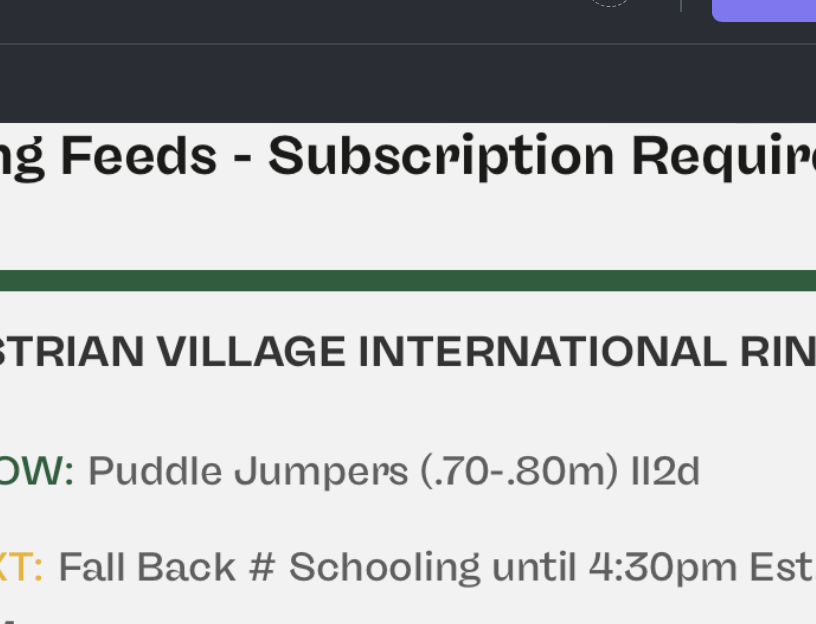 ng Feeds - Subscription Require
STRIAN VILLAGE INTERNATIONAL RIN
OW: Puddle Jumpers (.70-.80m) II2d
XT: Fall Back # Schooling until 4:30pm Est.